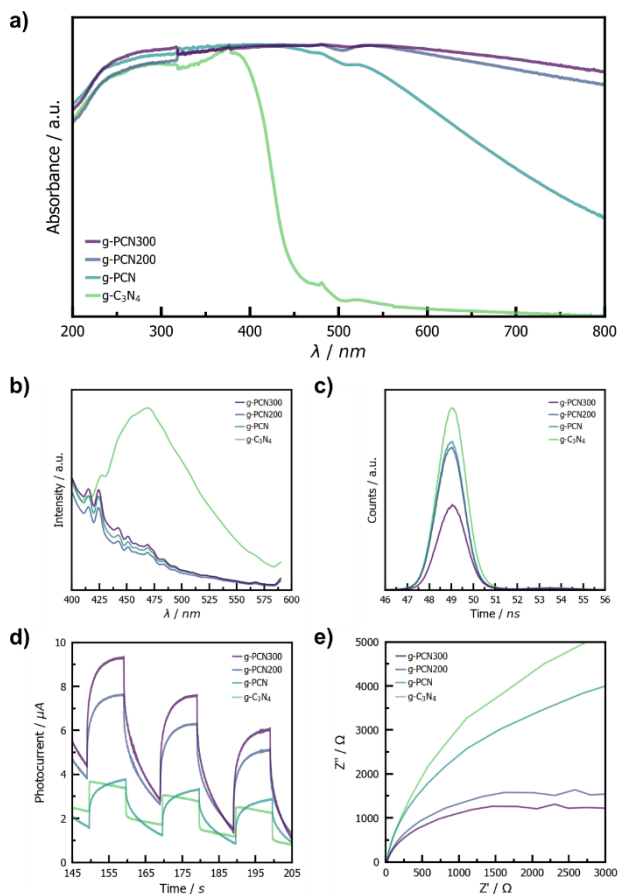 a)
Absorbance / a.u.
g-PCN300
g-PCN200
g-PCN
g-C₃N₄
200 300 400 500 600 700 800
λ / nm
b)
Intensity / a.u.
g-PCN300
g-PCN200
g-PCN
g-C₃N₄
400 425 450 475 500 525 550 575 600
λ / nm
c)
Counts / a.u.
g-PCN300
g-PCN200
g-PCN
g-C₃N₄
46 47 48 49 50 51 52 53 54 55 56
Time / ns
d)
Photocurrent / μA
10
8
6
4
2
0
g-PCN300
g-PCN200
g-PCN
g-C₃N₄
145 155 165 175 185 195 205
Time / s
e)
Z'' / Ω
5000
4000
3000
2000
1000
0
g-PCN300
g-PCN200
g-PCN
g-C₃N₄
0 500 1000 1500 2000 2500 3000
Z' / Ω